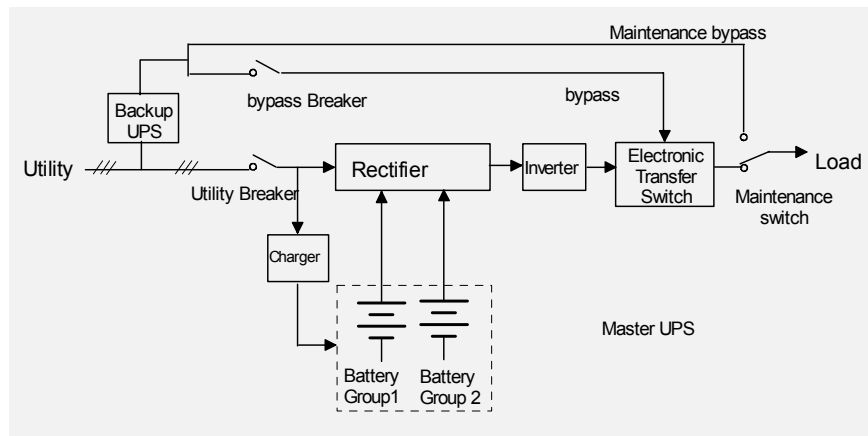 Maintenance bypass
Backup
UPS
bypass Breaker
bypass
Utility
Utility Breaker
Rectifier
Inverter
Electronic
Transfer
Switch
Load
Maintenance
switch
Charger
Master UPS
Battery
Group1
Battery
Group 2